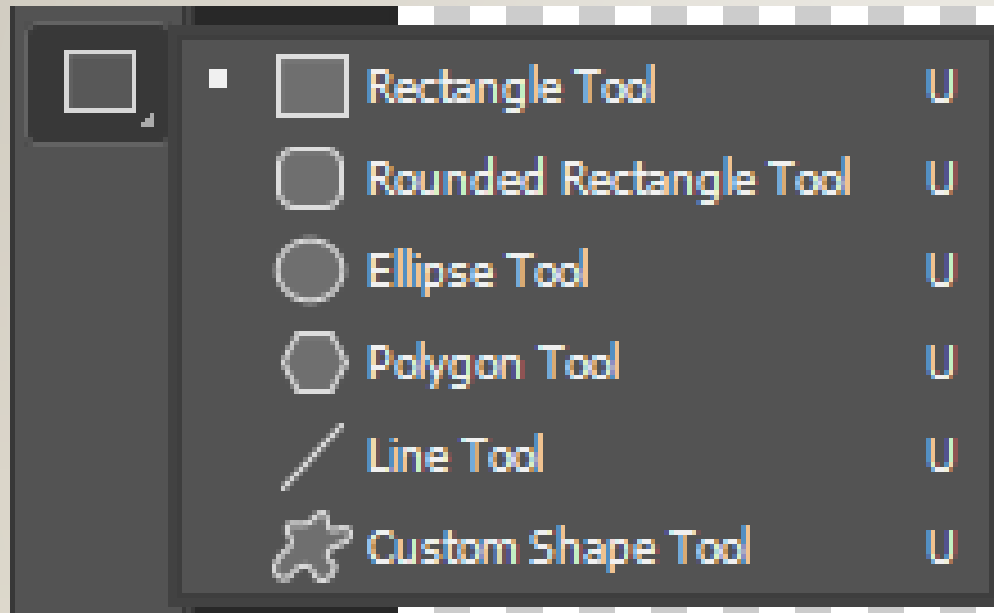 Rectangle Tool U
Rounded Rectangle Tool U
Ellipse Tool U
Polygon Tool U
Line Tool U
Custom Shape Tool U